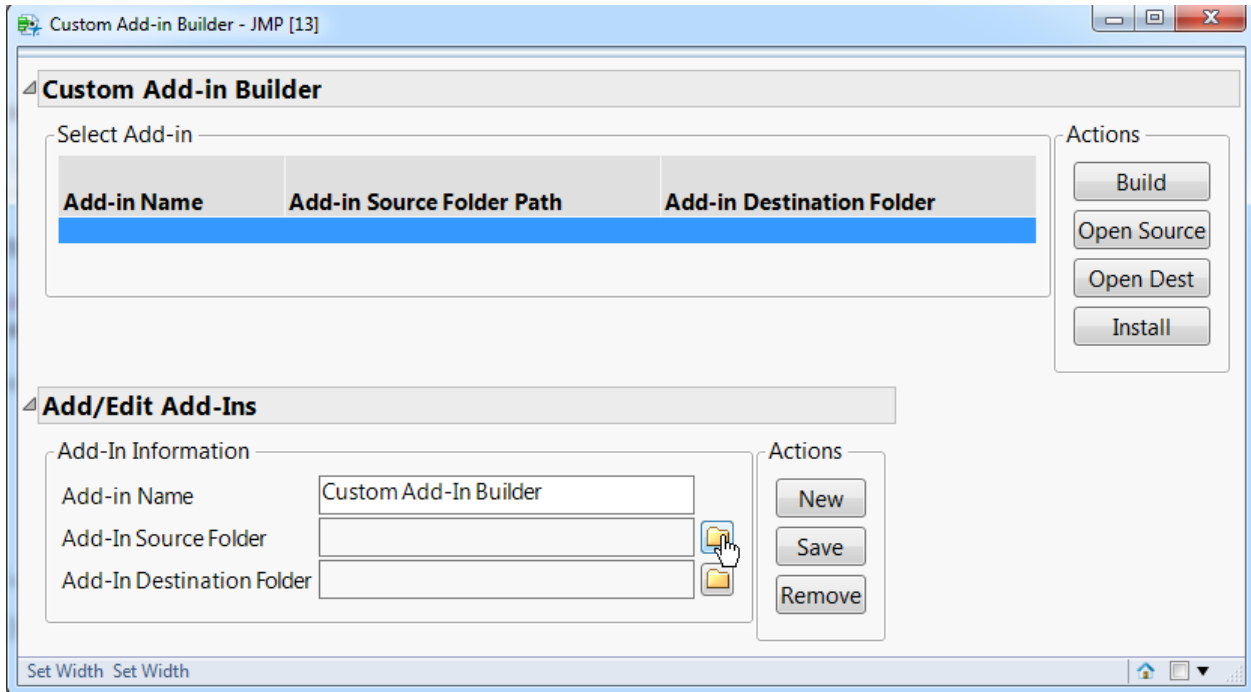 Custom Add-in Builder - JMP [13]
Custom Add-in Builder
Select Add-in
Actions
Add-in Name Add-in Source Folder Path Add-in Destination Folder
Build
Open Source
Open Dest
Install
Add/Edit Add-Ins
Add-In Information
Actions
Add-in Name Custom Add-In Builder
New
Add-In Source Folder
Save
Add-In Destination Folder
Remove
Set Width Set Width